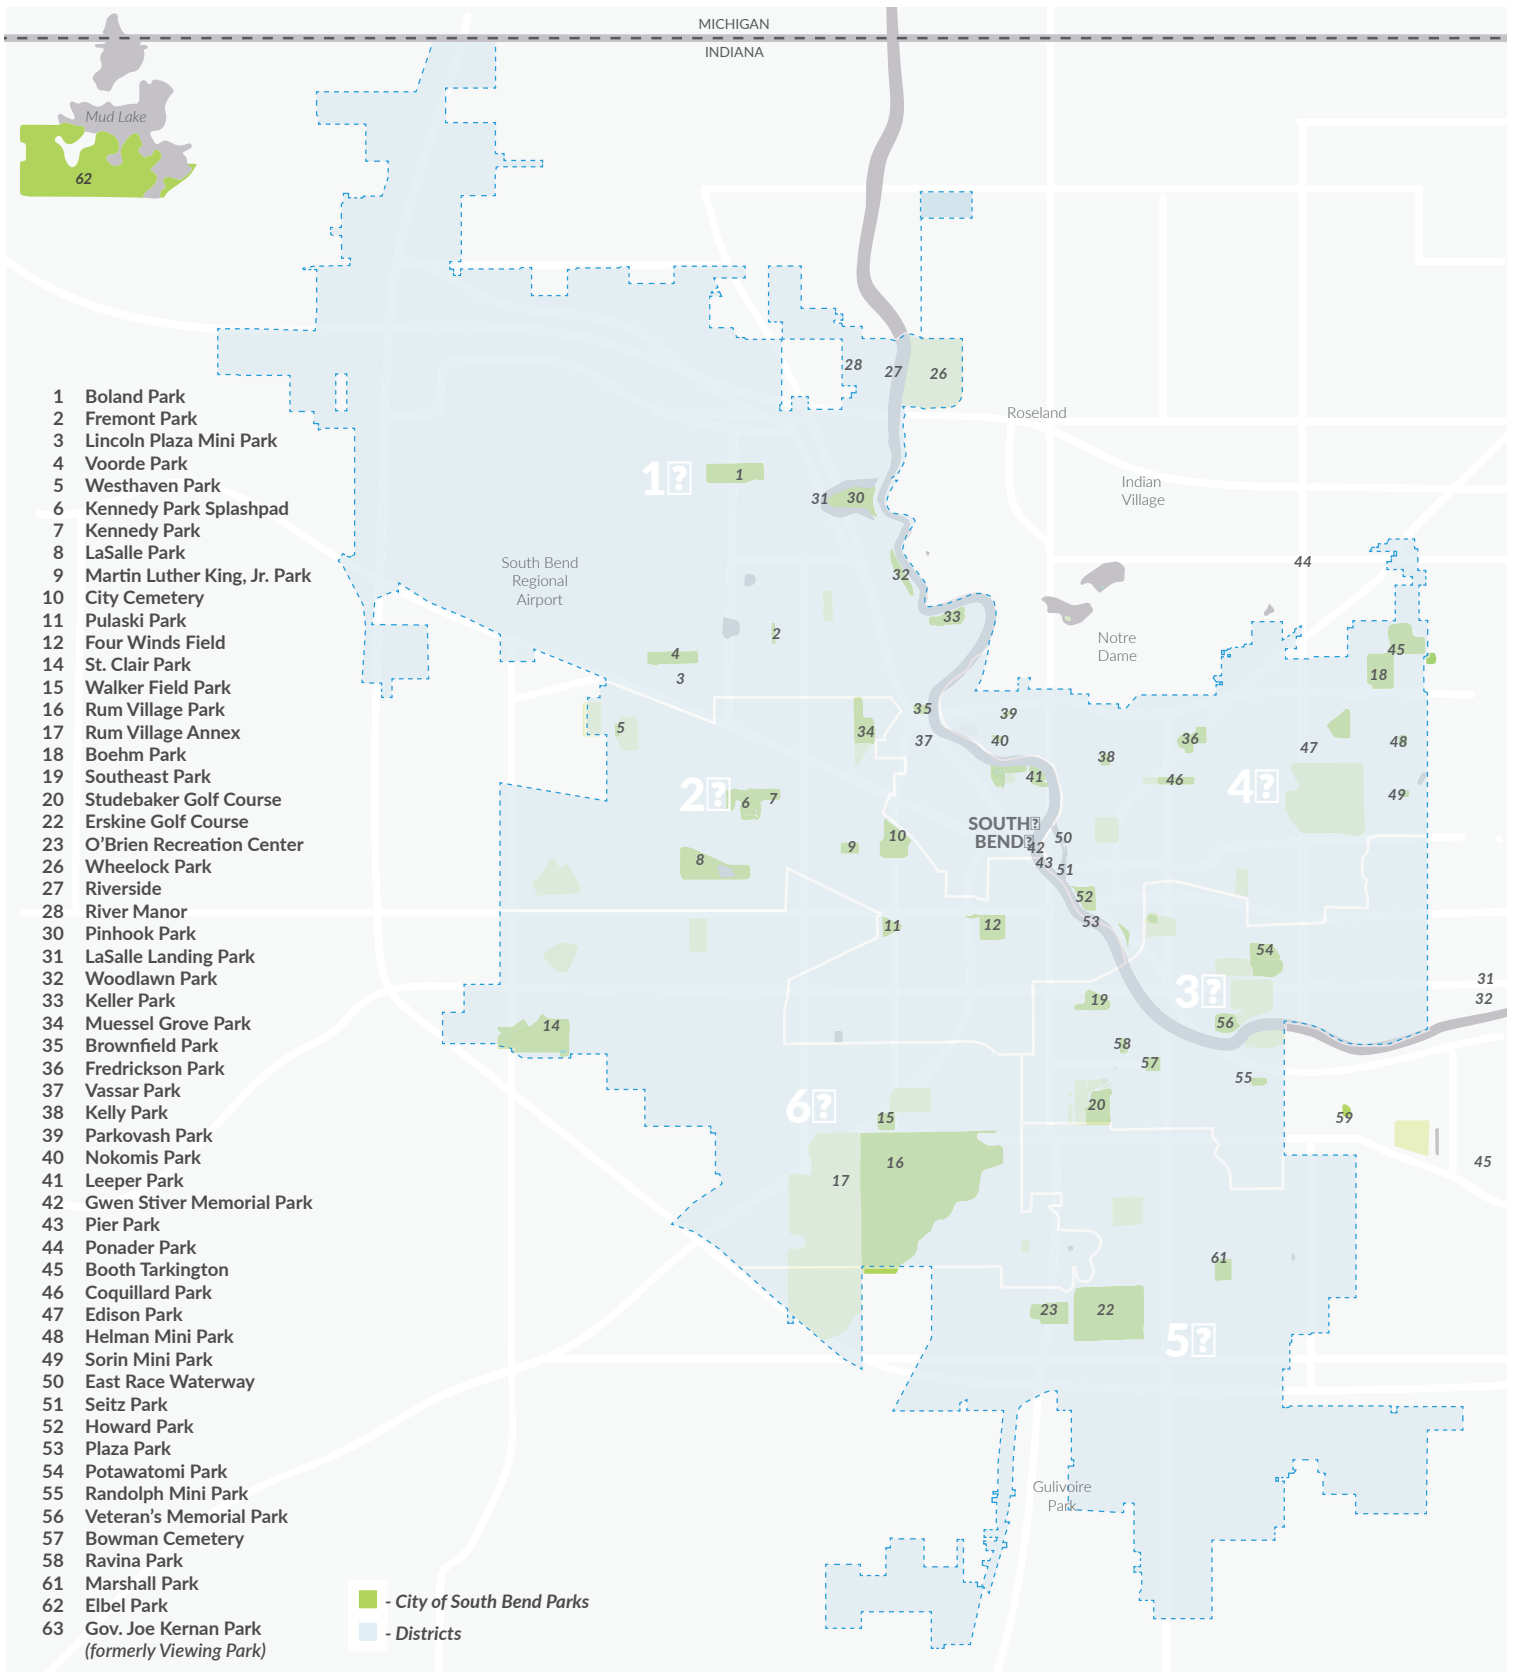 MICHIGAN
INDIANA
Mud Lake
62
28
27
26
Roseland
1
1
31
30
Indian
Village
South Bend
Regional
Airport
32
44
33
2
Notre
Dame
4
3
45
18
5
34
35
39
37
40
38
36
47
48
41
46
2
6
7
4
49
SOUTH
BEND
10
9
8
50
42
43
51
52
11
12
53
54
3
31
32
19
14
56
58
57
55
6
15
20
59
16
17
45
61
23
22
5
Gulivoire
Park
1 Boland Park
2 Fremont Park
3 Lincoln Plaza Mini Park
4 Voorde Park
5 Westhaven Park
6 Kennedy Park Splashpad
7 Kennedy Park
8 LaSalle Park
9 Martin Luther King, Jr. Park
10 City Cemetery
11 Pulaski Park
12 Four Winds Field
14 St. Clair Park
15 Walker Field Park
16 Rum Village Park
17 Rum Village Annex
18 Boehm Park
19 Southeast Park
20 Studebaker Golf Course
22 Erskine Golf Course
23 O'Brien Recreation Center
26 Wheelock Park
27 Riverside
28 River Manor
30 Pinhook Park
31 LaSalle Landing Park
32 Woodlawn Park
33 Keller Park
34 Muessel Grove Park
35 Brownfield Park
36 Fredrickson Park
37 Vassar Park
38 Kelly Park
39 Parkovash Park
40 Nokomis Park
41 Leeper Park
42 Gwen Stiver Memorial Park
43 Pier Park
44 Ponader Park
45 Booth Tarkington
46 Coquillard Park
47 Edison Park
48 Helman Mini Park
49 Sorin Mini Park
50 East Race Waterway
51 Seitz Park
52 Howard Park
53 Plaza Park
54 Potawatomi Park
55 Randolph Mini Park
56 Veteran's Memorial Park
57 Bowman Cemetery
58 Ravina Park
61 Marshall Park
62 Elbel Park
63 Gov. Joe Kernan Park
(formerly Viewing Park)
- City of South Bend Parks
- Districts